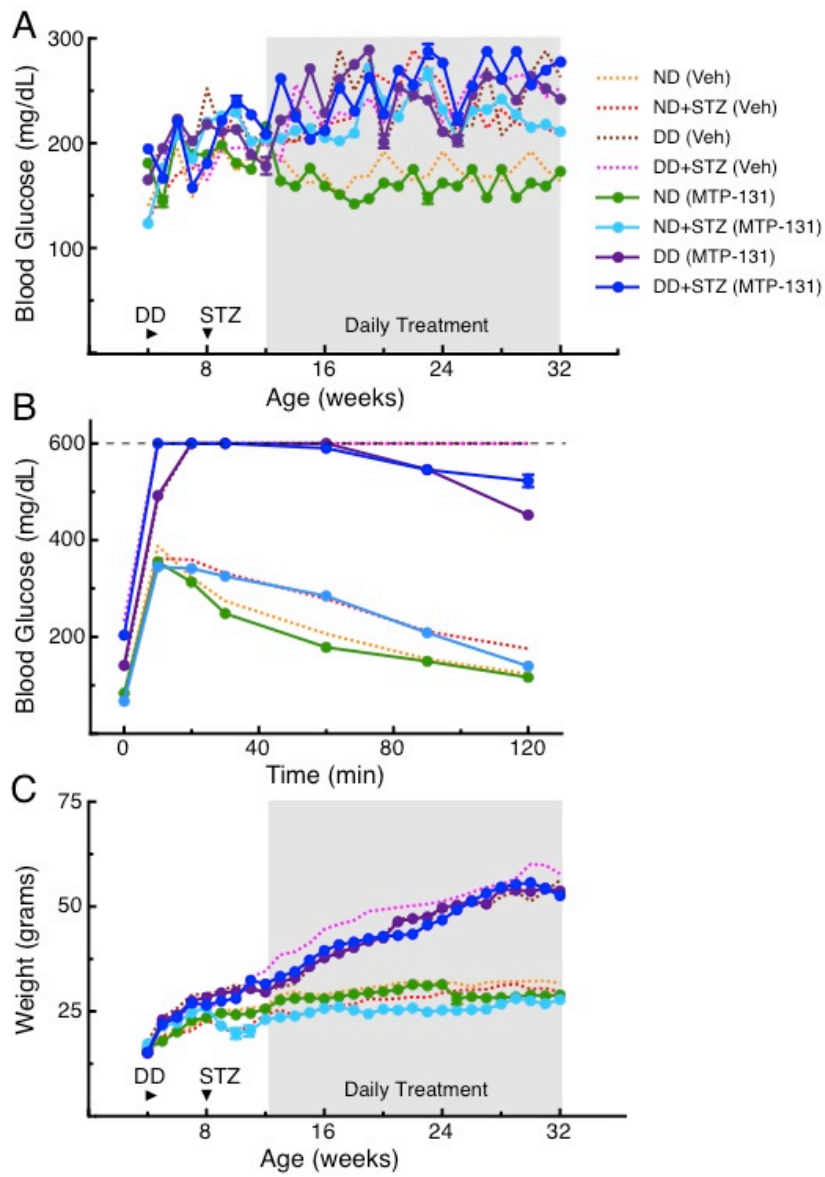 A
Blood Glucose (mg/dL)
300
200
100
DD
STZ
Daily Treatment
8
16
24
32
Age (weeks)
ND (Veh)
ND+STZ (Veh)
DD (Veh)
DD+STZ (Veh)
ND (MTP-131)
ND+STZ (MTP-131)
DD (MTP-131)
DD+STZ (MTP-131)
B
Blood Glucose (mg/dL)
600
400
200
0
40
80
120
Time (min)
C
Weight (grams)
75
50
25
DD
STZ
Daily Treatment
8
16
24
32
Age (weeks)